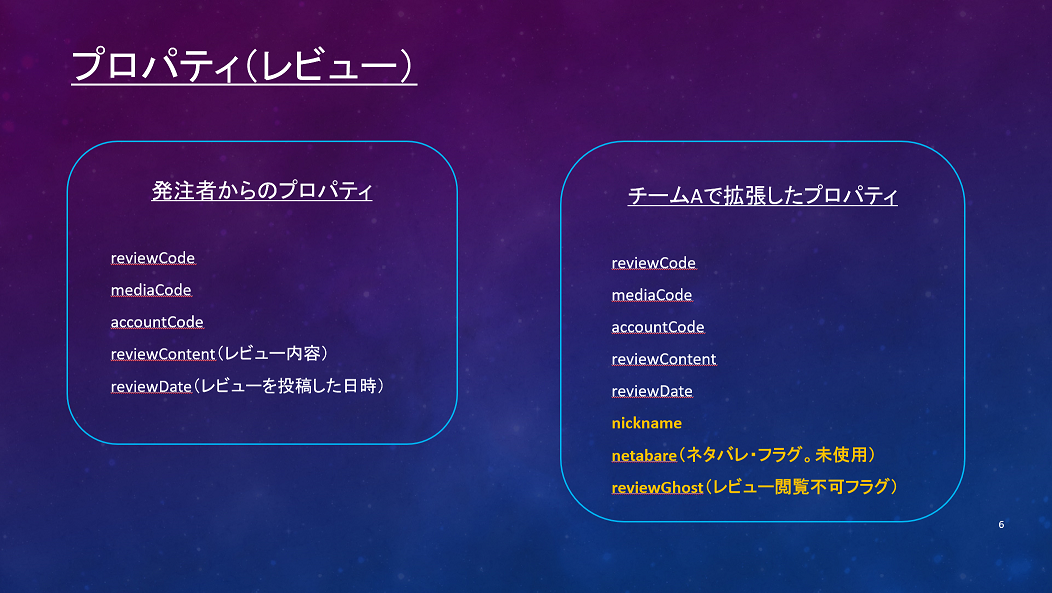 プロパティ（レビュー）
発注者からのプロパティ
reviewCode
mediaCode
accountCode
reviewContent（レビュー内容）
reviewDate（レビューを投稿した日時）
チームAで拡張したプロパティ
reviewCode
mediaCode
accountCode
reviewContent
reviewDate
nickname
netabare（ネタバレ・フラグ。未使用）
reviewGhost（レビュー閲覧不可フラグ）
6